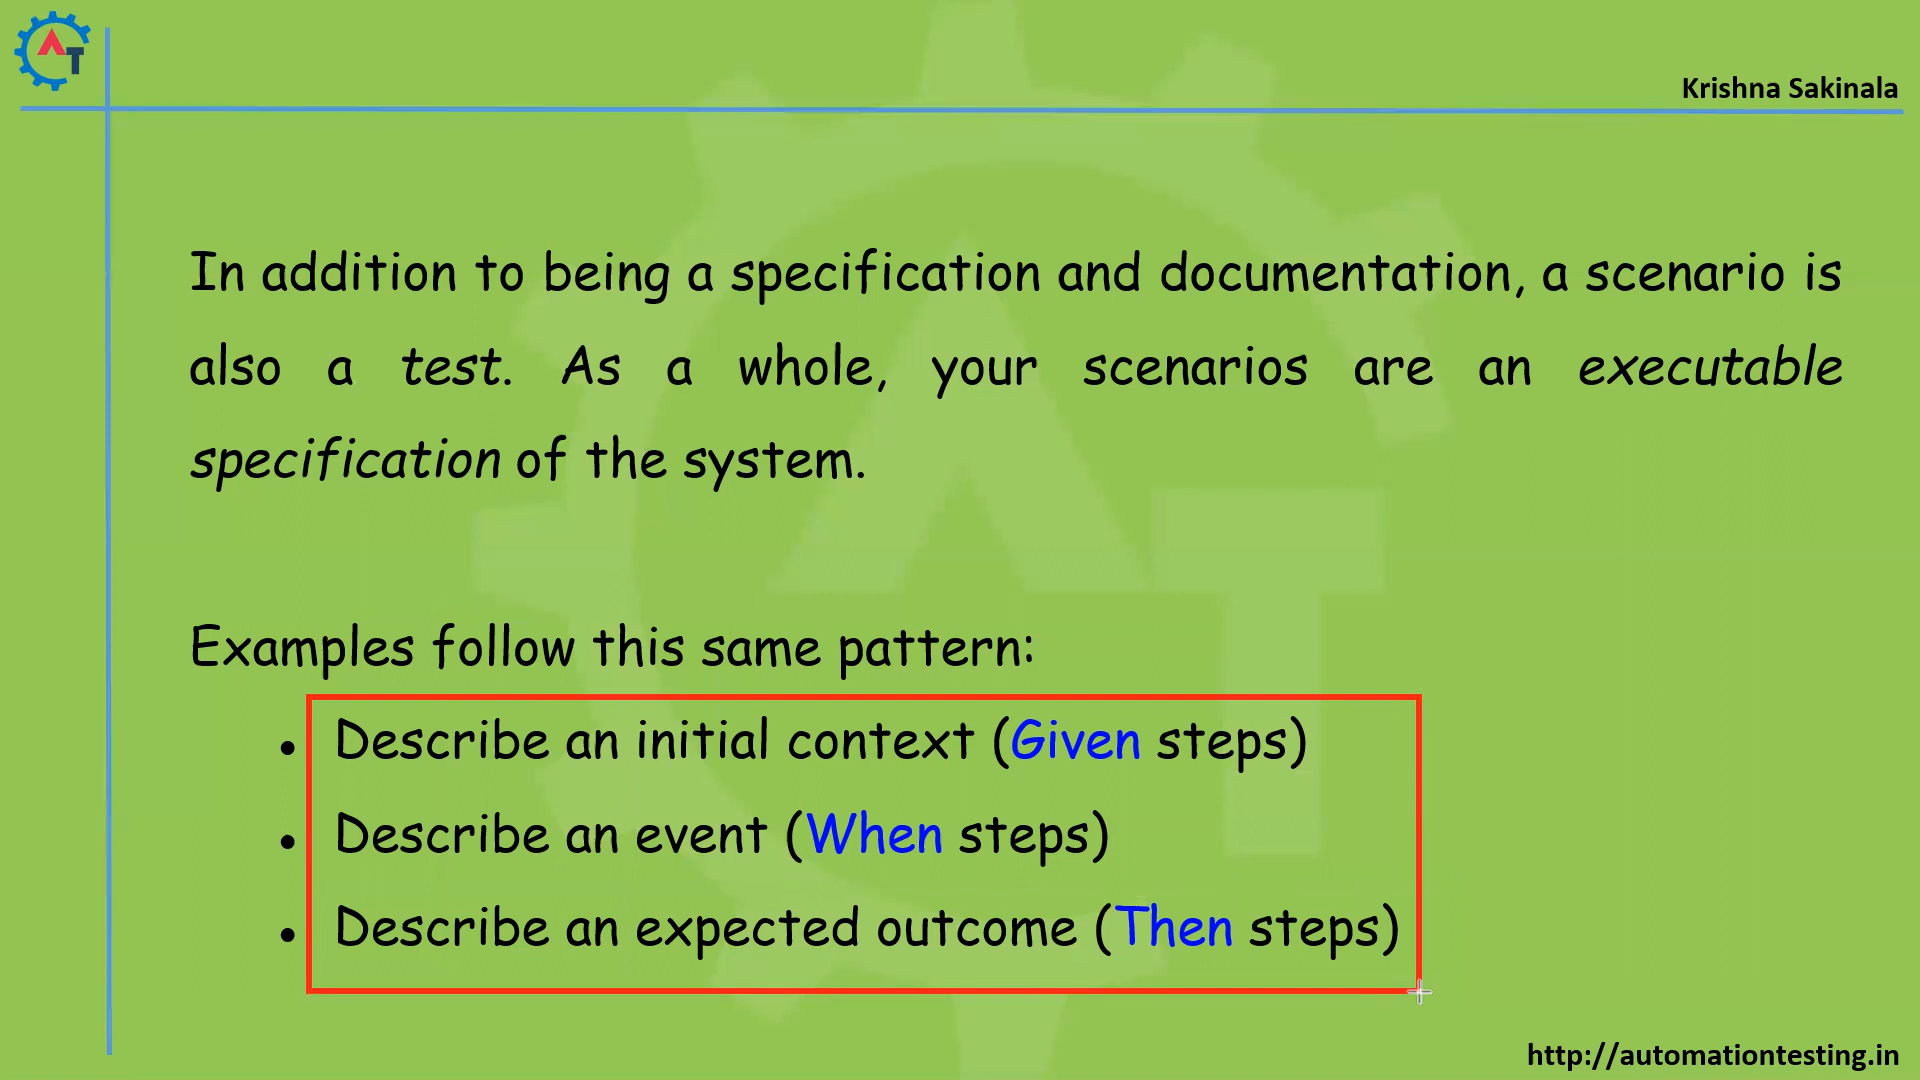 AT
Krishna Sakinala
In addition to being a specification and documentation, a scenario is
also a test. As a whole, your scenarios are an executable
specification of the system.
Examples follow this same pattern:
● Describe an initial context (Given steps)
● Describe an event (When steps)
● Describe an expected outcome (Then steps)
http://automationtesting.in